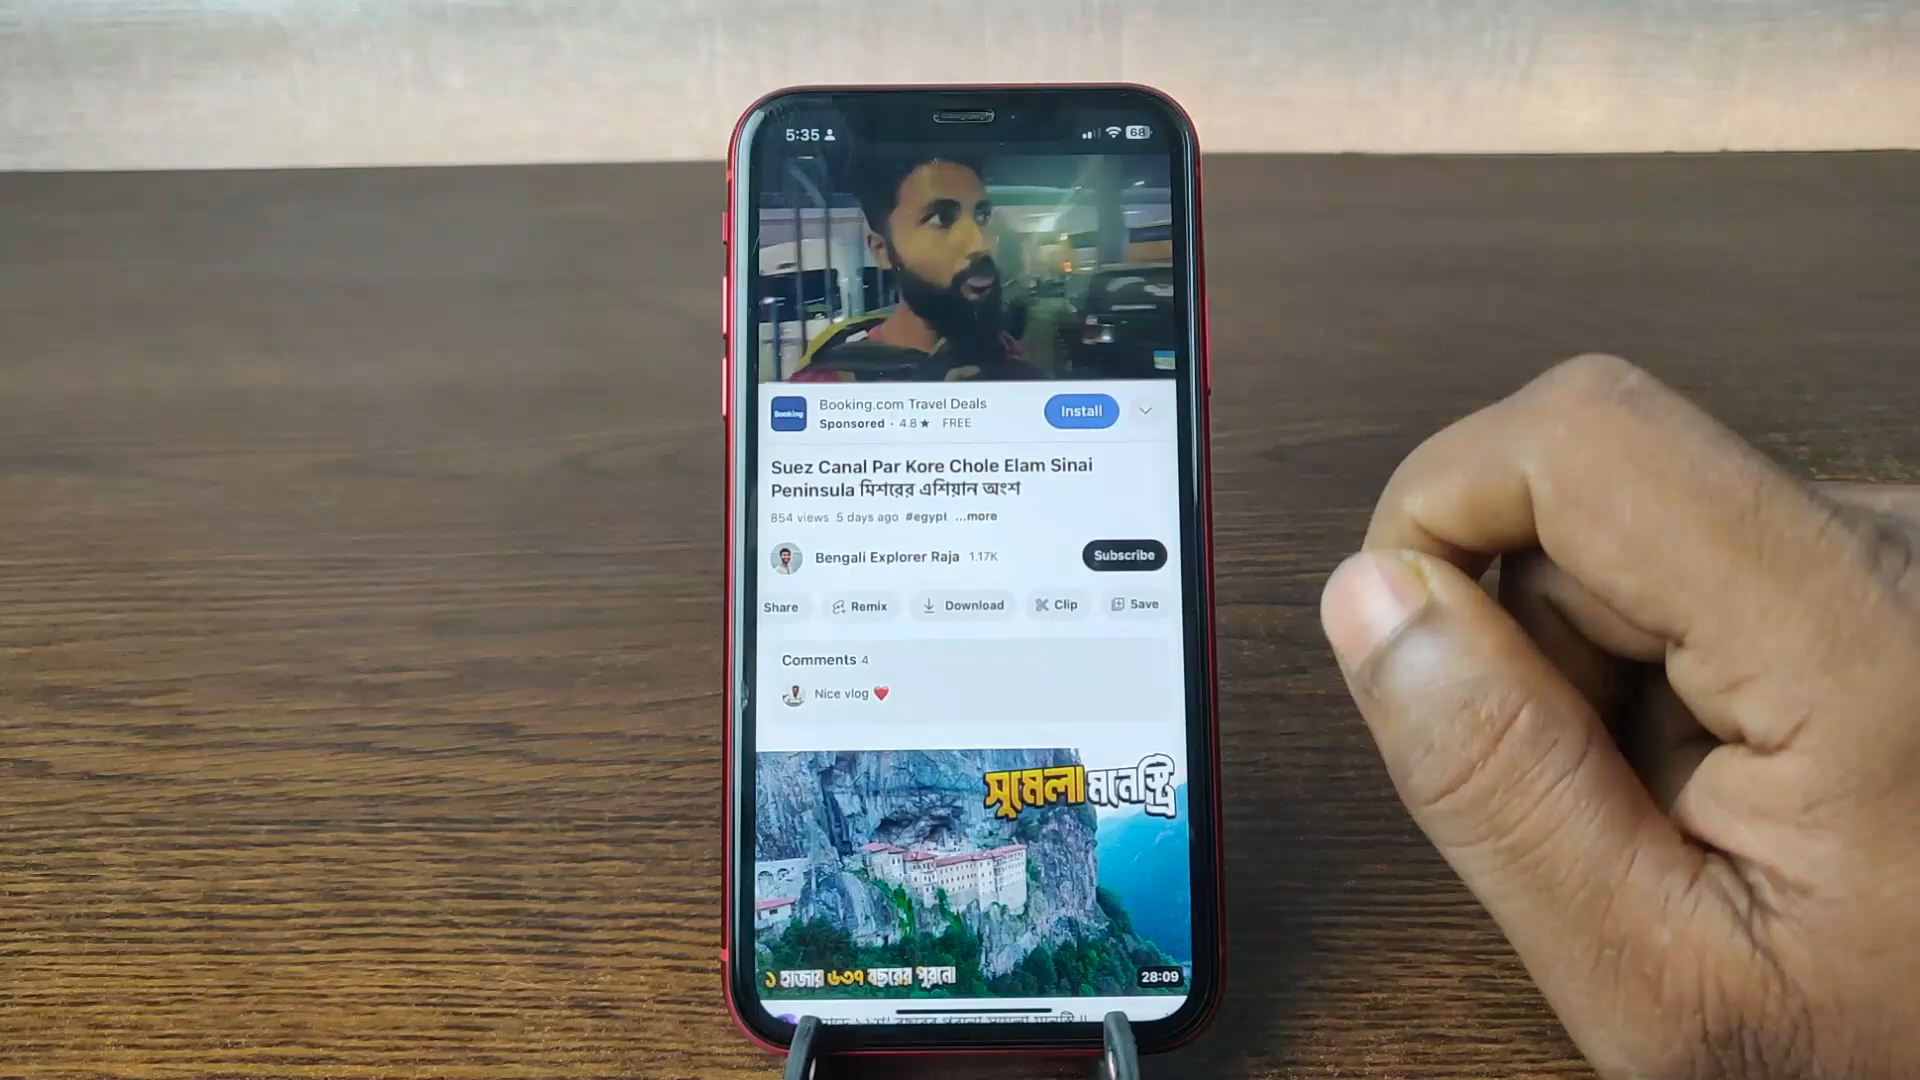 5:35
68
Booking
Booking.com Travel Deals
Install
Sponsored · 4.8★ FREE
Suez Canal Par Kore Chole Elam Sinai
Peninsula মিশরের এশিয়ান অংশ
854 views 5 days ago #egypt ...more
Bengali Explorer Raja 1.17K
Subscribe
Share Remix Download Clip Save
Comments 4
Nice vlog ❤️
সুমেলা মনেস্ট্রি
১ হাজার ৬৩৭ বছরের পুরনো
28:09